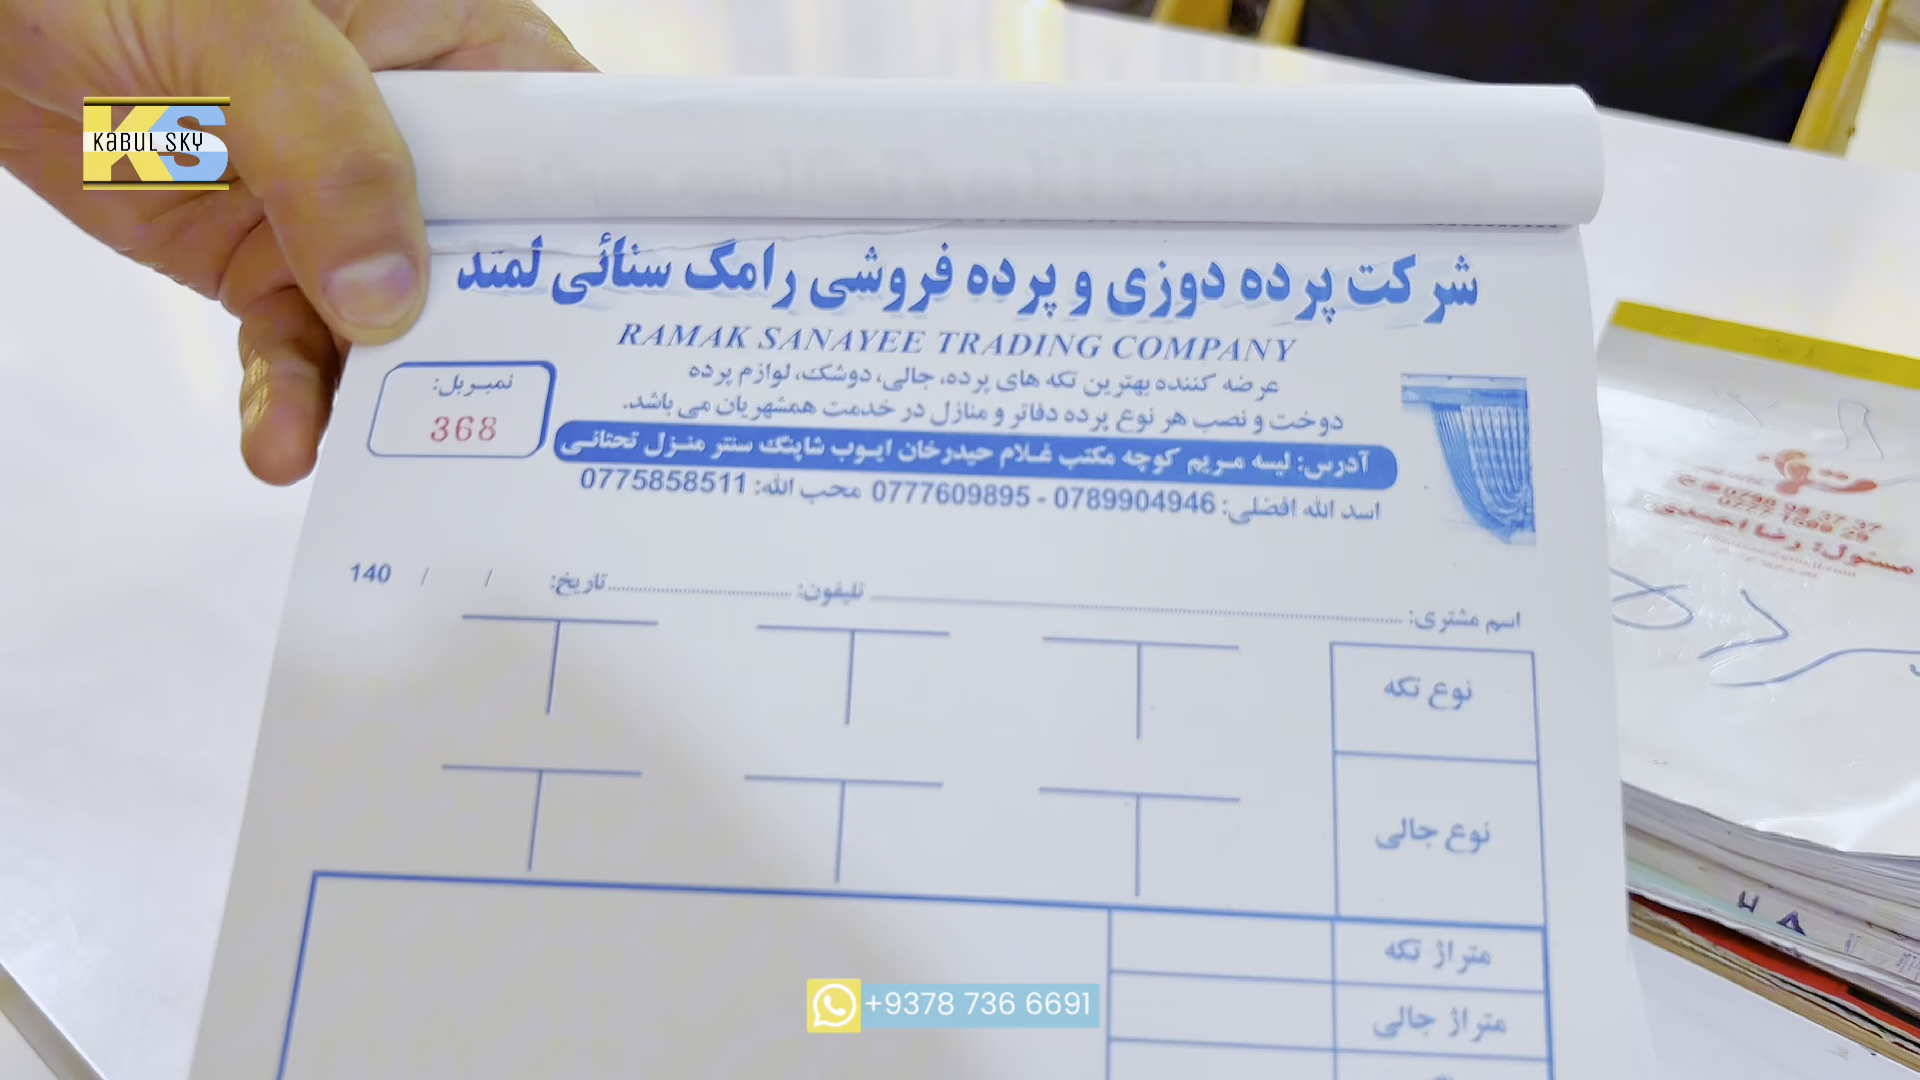 KABUL SKY
شرکت پرده دوزی و پرده فروشی رامک سنائی لمتد
RAMAK SANAYEE TRADING COMPANY
عرضه کننده بهترین تکه های پرده، جالی، دوشک، لوازم پرده
دوخت و نصب هر نوع پرده دفاتر و منازل در خدمت همشهریان می باشد.
نمبر بل:
368
آدرس: لیسه مریم کوچه مکتب غلام حیدرخان ایوب شاپنگ سنتر منزل تحتانی
اسد الله افضلی: 0789904946 - 0777609895 محب الله: 0775858511
اسم مشتری: تلیفون: تاریخ: / / 140
نوع تکه
نوع جالی
متراژ تکه
متراژ جالی
+9378 736 6691
0777 1599 29
مسئول: رضا احمدی